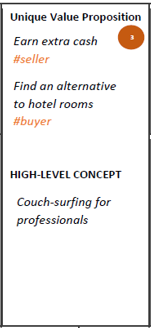 Unique Value Proposition
3
Earn extra cash
#seller
Find an alternative
to hotel rooms
#buyer
HIGH-LEVEL CONCEPT
Couch-surfing for
professionals